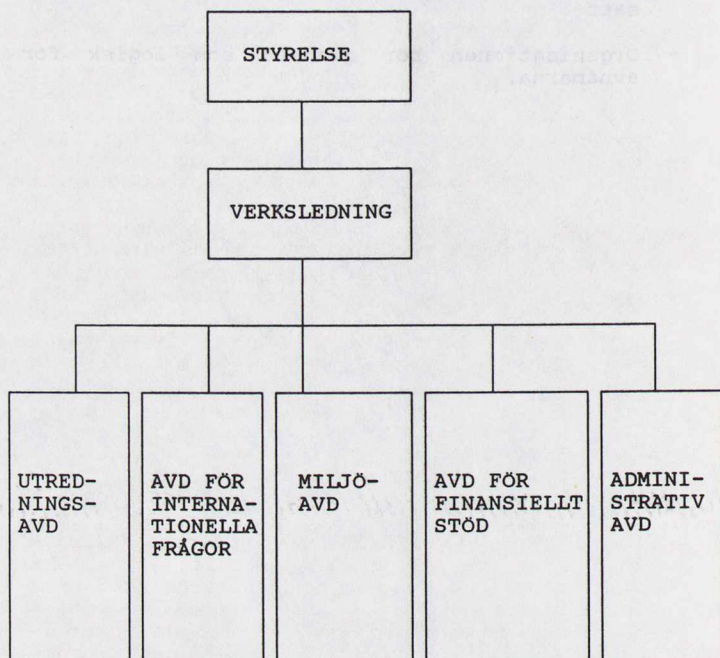 STYRELSE
VERKSLEDNING
UTRED-
NINGS-
AVD
AVD FÖR
INTERNA-
TIONELLA
FRÅGOR
MILJÖ-
AVD
AVD FÖR
FINANSIELLT
STÖD
ADMINI-
STRATIV
AVD